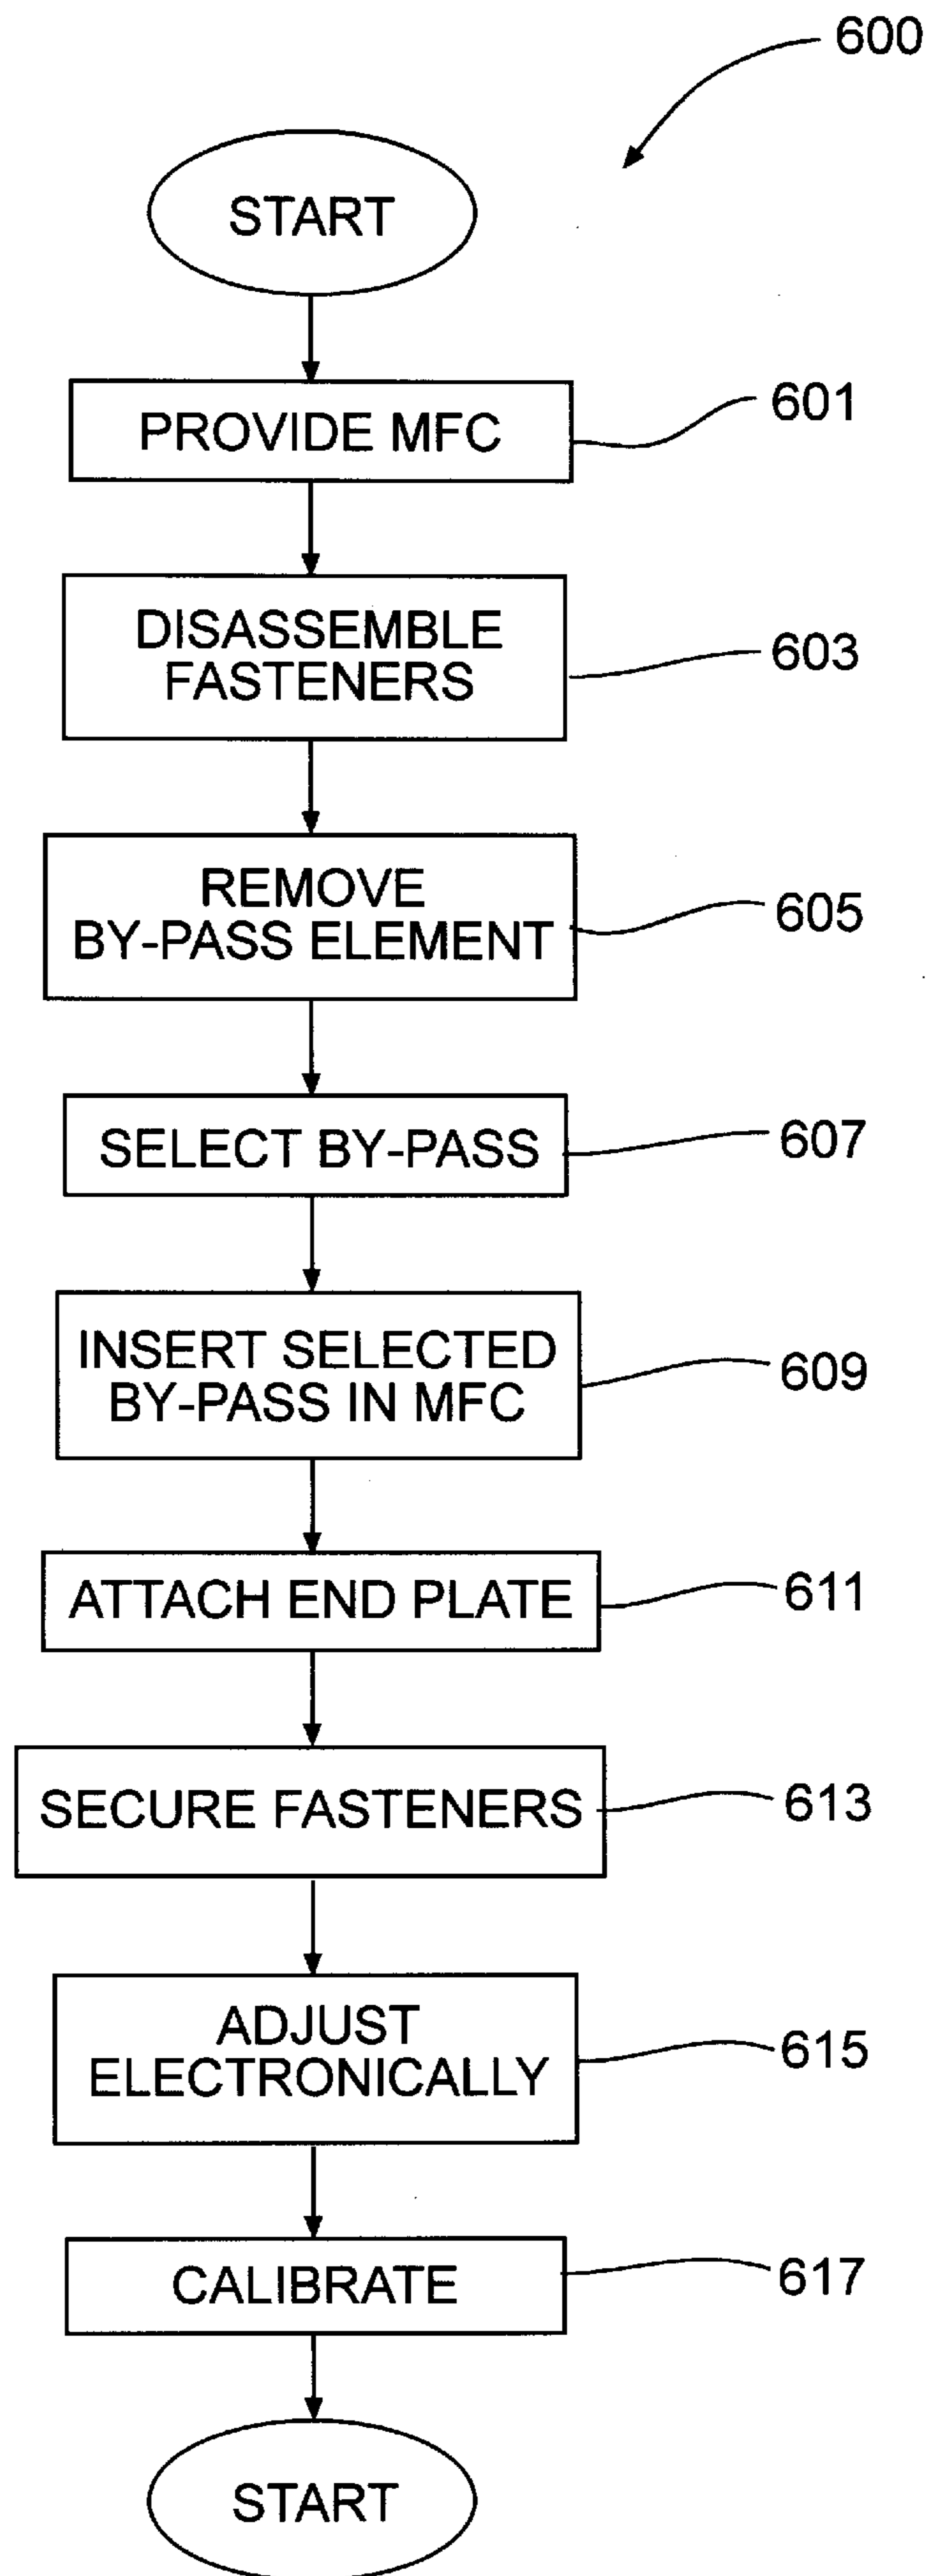 600
START
PROVIDE MFC
601
DISASSEMBLE
FASTENERS
603
REMOVE
BY-PASS ELEMENT
605
SELECT BY-PASS
607
INSERT SELECTED
BY-PASS IN MFC
609
ATTACH END PLATE
611
SECURE FASTENERS
613
ADJUST
ELECTRONICALLY
615
CALIBRATE
617
START